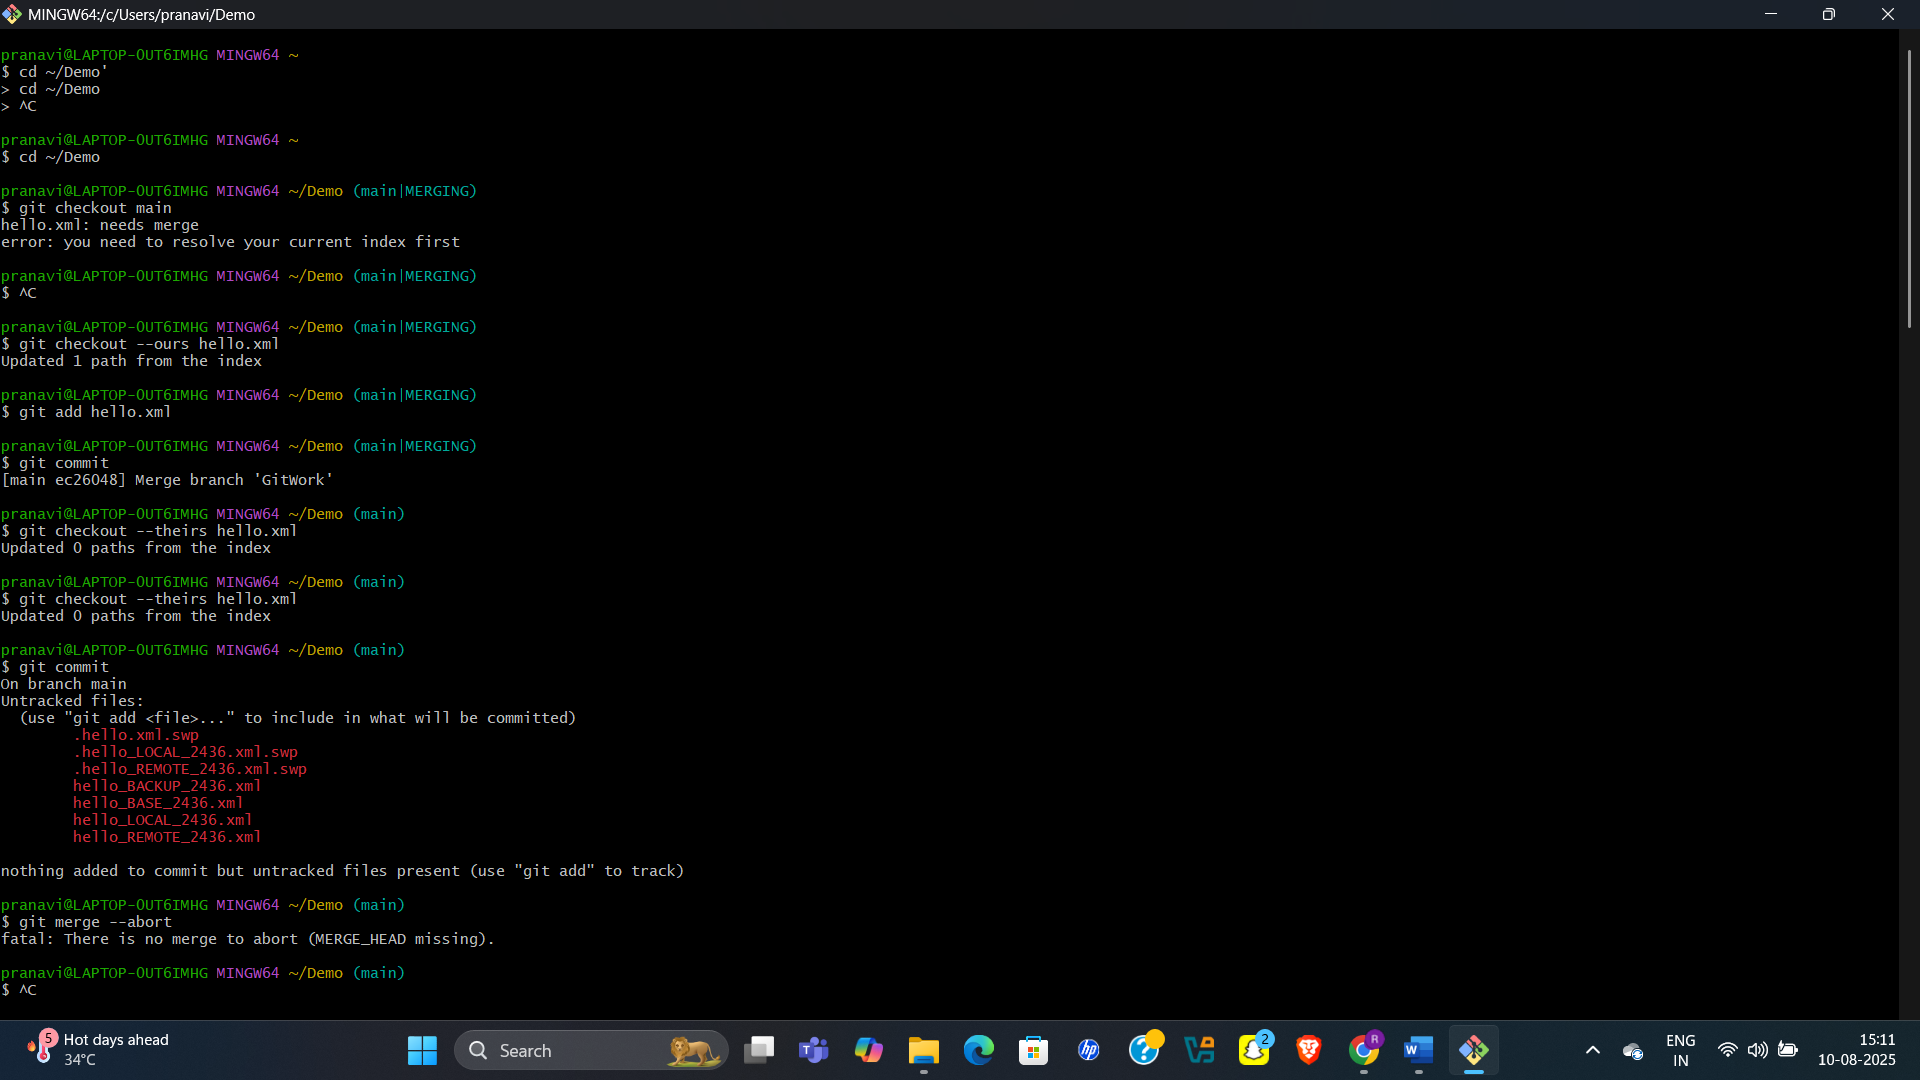 MINGW64:/c/Users/pranavi/Demo
pranavi@LAPTOP-OUT6IMHG MINGW64 ~
$ cd ~/Demo'
> cd ~/Demo
> ^C
pranavi@LAPTOP-OUT6IMHG MINGW64 ~
$ cd ~/Demo
pranavi@LAPTOP-OUT6IMHG MINGW64 ~/Demo (main|MERGING)
$ git checkout main
hello.xml: needs merge
error: you need to resolve your current index first
pranavi@LAPTOP-OUT6IMHG MINGW64 ~/Demo (main|MERGING)
$ ^C
pranavi@LAPTOP-OUT6IMHG MINGW64 ~/Demo (main|MERGING)
$ git checkout --ours hello.xml
Updated 1 path from the index
pranavi@LAPTOP-OUT6IMHG MINGW64 ~/Demo (main|MERGING)
$ git add hello.xml
pranavi@LAPTOP-OUT6IMHG MINGW64 ~/Demo (main|MERGING)
$ git commit
[main ec26048] Merge branch 'GitWork'
pranavi@LAPTOP-OUT6IMHG MINGW64 ~/Demo (main)
$ git checkout --theirs hello.xml
Updated 0 paths from the index
pranavi@LAPTOP-OUT6IMHG MINGW64 ~/Demo (main)
$ git checkout --theirs hello.xml
Updated 0 paths from the index
pranavi@LAPTOP-OUT6IMHG MINGW64 ~/Demo (main)
$ git commit
On branch main
Untracked files:
(use "git add <file>..." to include in what will be committed)
.hello.xml.swp
.hello_LOCAL_2436.xml.swp
.hello_REMOTE_2436.xml.swp
hello_BACKUP_2436.xml
hello_BASE_2436.xml
hello_LOCAL_2436.xml
hello_REMOTE_2436.xml
nothing added to commit but untracked files present (use "git add" to track)
pranavi@LAPTOP-OUT6IMHG MINGW64 ~/Demo (main)
$ git merge --abort
fatal: There is no merge to abort (MERGE_HEAD missing).
pranavi@LAPTOP-OUT6IMHG MINGW64 ~/Demo (main)
$ ^C
5 Hot days ahead
34°C
Search
T
hp
?
2
R
W
ENG
IN
15:11
10-08-2025